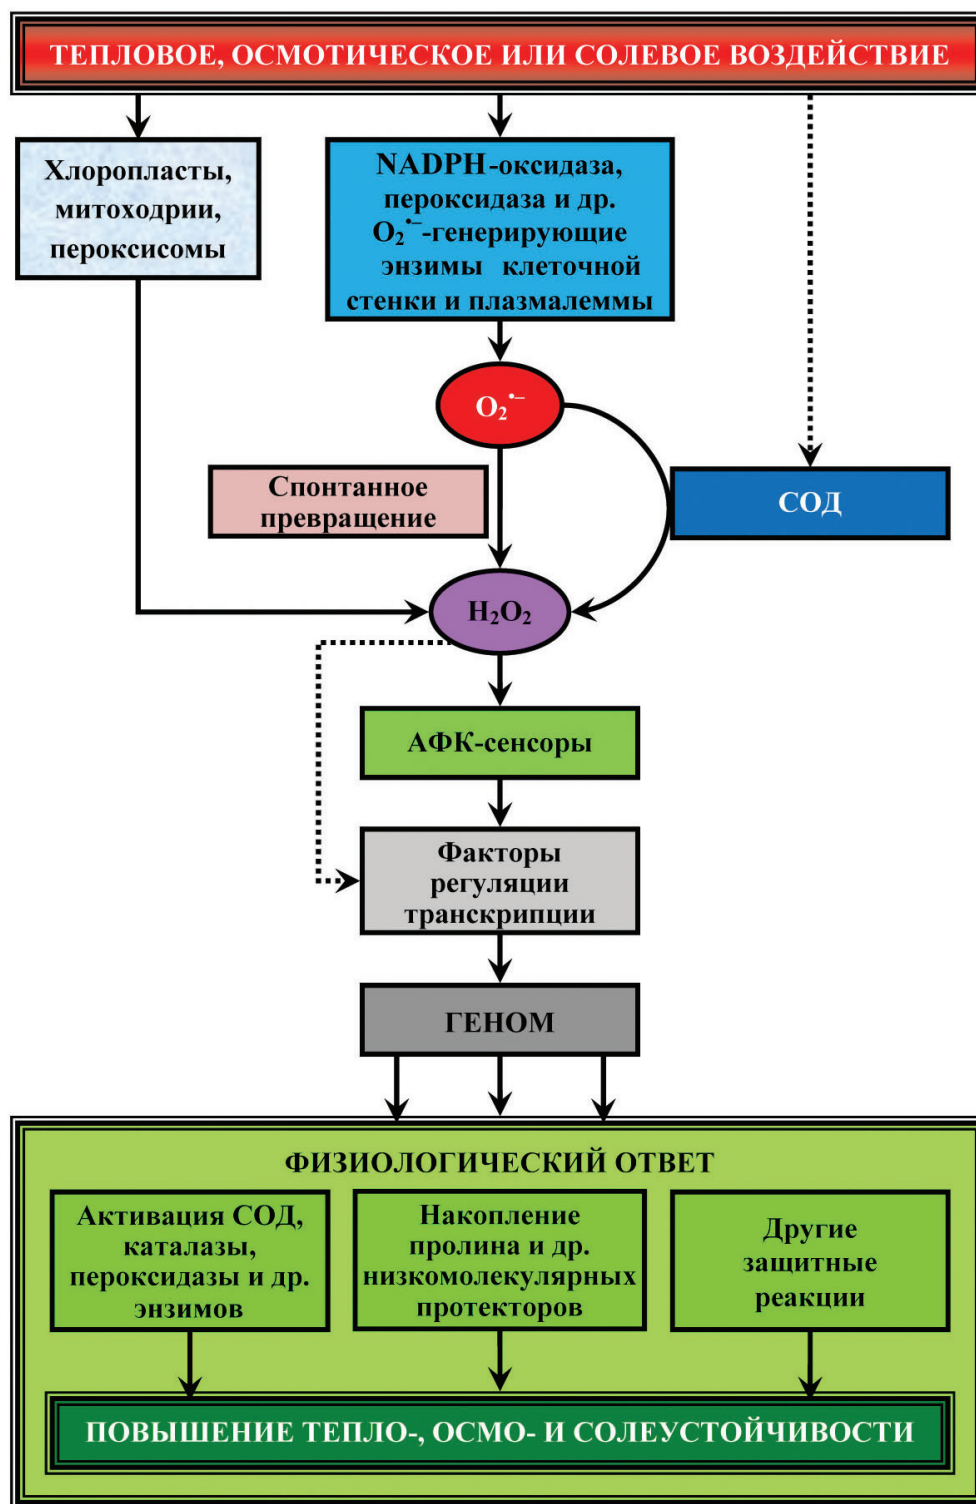 ТЕПЛОВОЕ, ОСМОТИЧЕСКОЕ ИЛИ СОЛЕВОЕ ВОЗДЕЙСТВИЕ
Хлоропласты,
митоходрии,
пероксисомы
NADPH-оксидаза,
пероксидаза и др.
O₂•⁻-генерирующие
энзимы клеточной
стенки и плазмалеммы
O₂•⁻
Спонтанное
превращение
СОД
H₂O₂
АФК-сенсоры
Факторы
регуляции
транскрипции
ГЕНОМ
ФИЗИОЛОГИЧЕСКИЙ ОТВЕТ
Активация СОД,
каталазы,
пероксидазы и др.
энзимов
Накопление
пролина и др.
низкомолекулярных
протекторов
Другие
защитные
реакции
ПОВЫШЕНИЕ ТЕПЛО-, ОСМО- И СОЛЕУСТОЙЧИВОСТИ